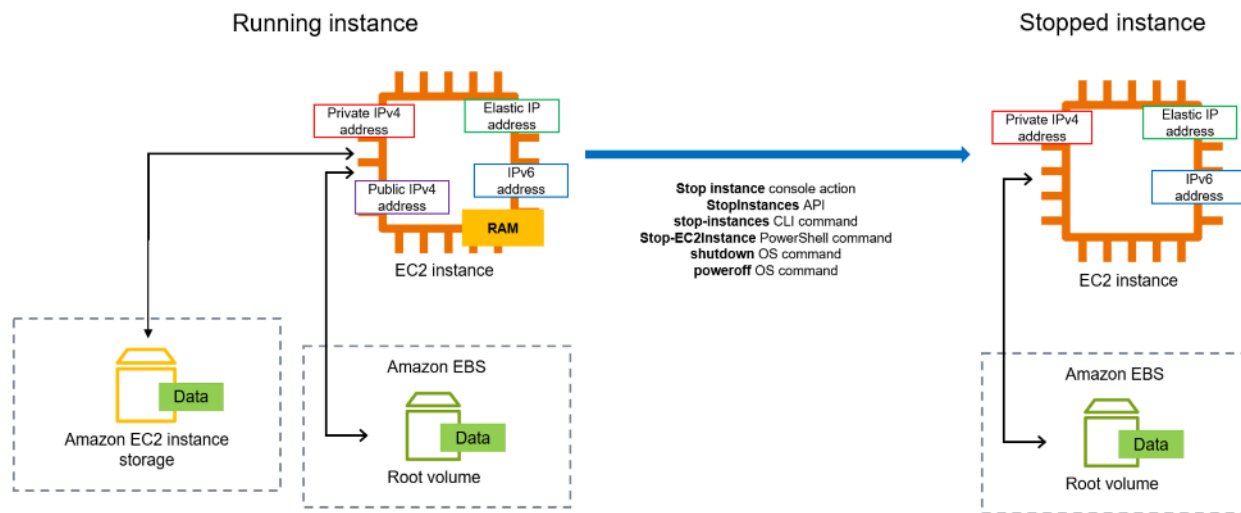 Running instance
Stopped instance
Private IPv4
address
Elastic IP
address
Public IPv4
address
IPv6
address
RAM
EC2 instance
Stop instance console action
StopInstances API
stop-instances CLI command
Stop-EC2Instance PowerShell command
shutdown OS command
poweroff OS command
Private IPv4
address
Elastic IP
address
IPv6
address
EC2 instance
Data
Amazon EC2 instance
storage
Amazon EBS
Data
Root volume
Amazon EBS
Data
Root volume